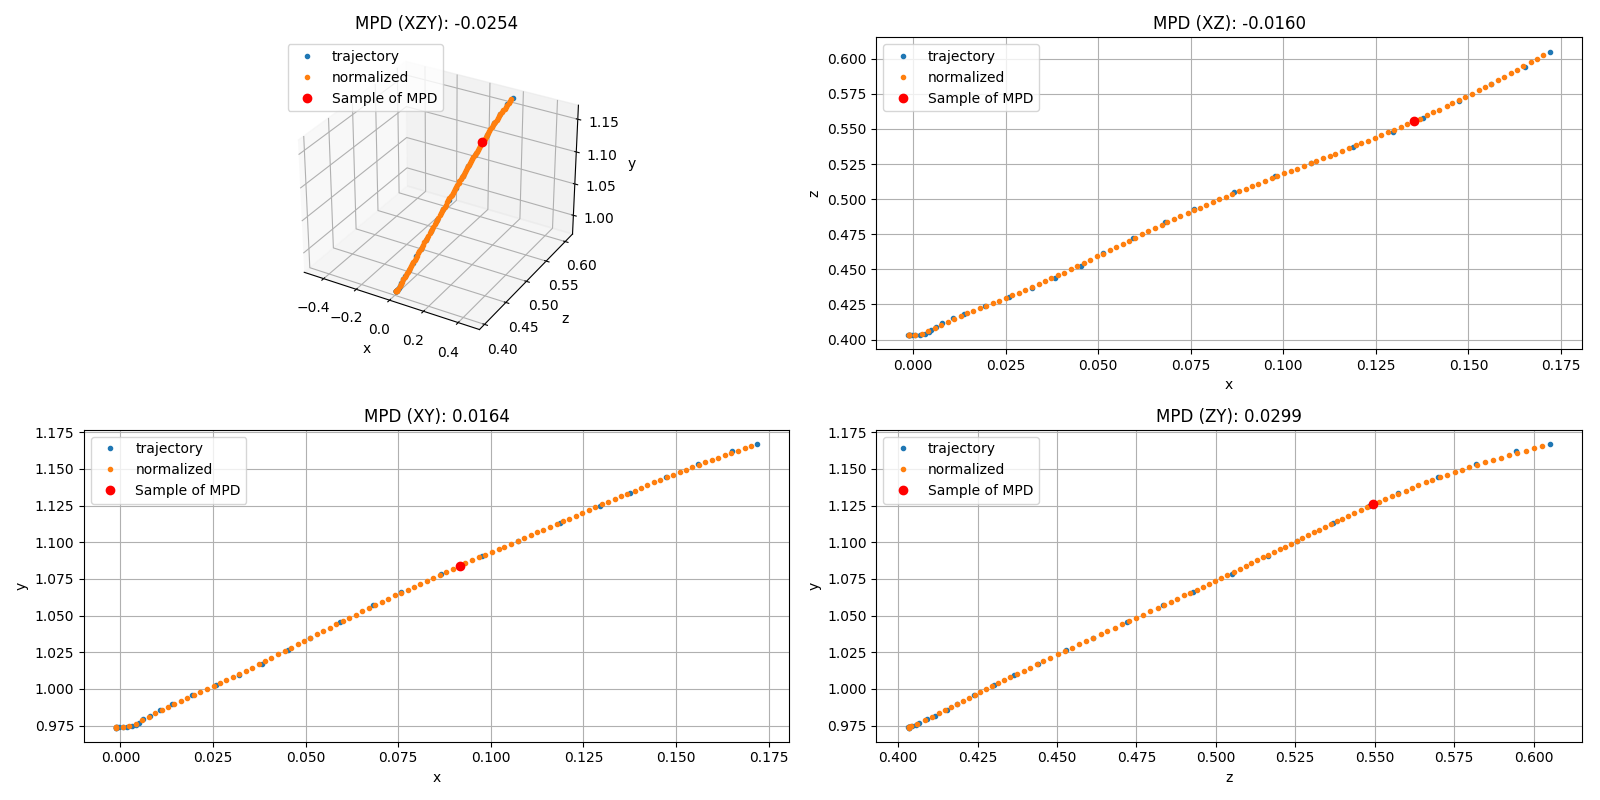 MPD (XZY): -0.0254
trajectory
normalized
Sample of MPD
1.15
1.10
1.05
1.00
y
0.60
0.55
0.50
0.45
0.40
z
−0.4
−0.2
0.0
0.2
0.4
x
MPD (XZ): -0.0160
trajectory
normalized
Sample of MPD
0.600
0.575
0.550
0.525
0.500
0.475
0.450
0.425
0.400
z
0.000
0.025
0.050
0.075
0.100
0.125
0.150
0.175
x
MPD (XY): 0.0164
trajectory
normalized
Sample of MPD
1.175
1.150
1.125
1.100
1.075
1.050
1.025
1.000
0.975
y
0.000
0.025
0.050
0.075
0.100
0.125
0.150
0.175
x
MPD (ZY): 0.0299
trajectory
normalized
Sample of MPD
1.175
1.150
1.125
1.100
1.075
1.050
1.025
1.000
0.975
y
0.400
0.425
0.450
0.475
0.500
0.525
0.550
0.575
0.600
z